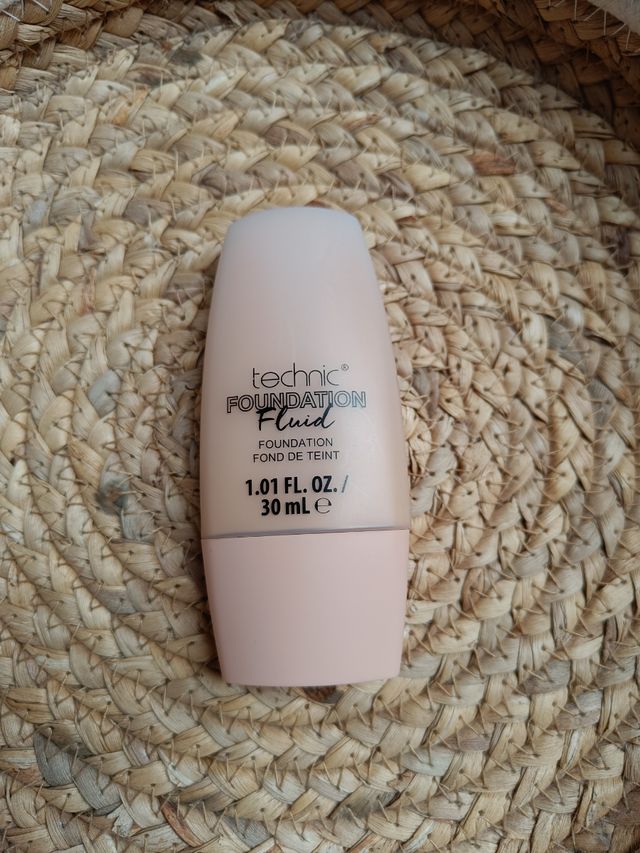 technic®
FOUNDATION
Fluid
FOUNDATION
FOND DE TEINT
1.01 FL. OZ. /
30 mL ℮